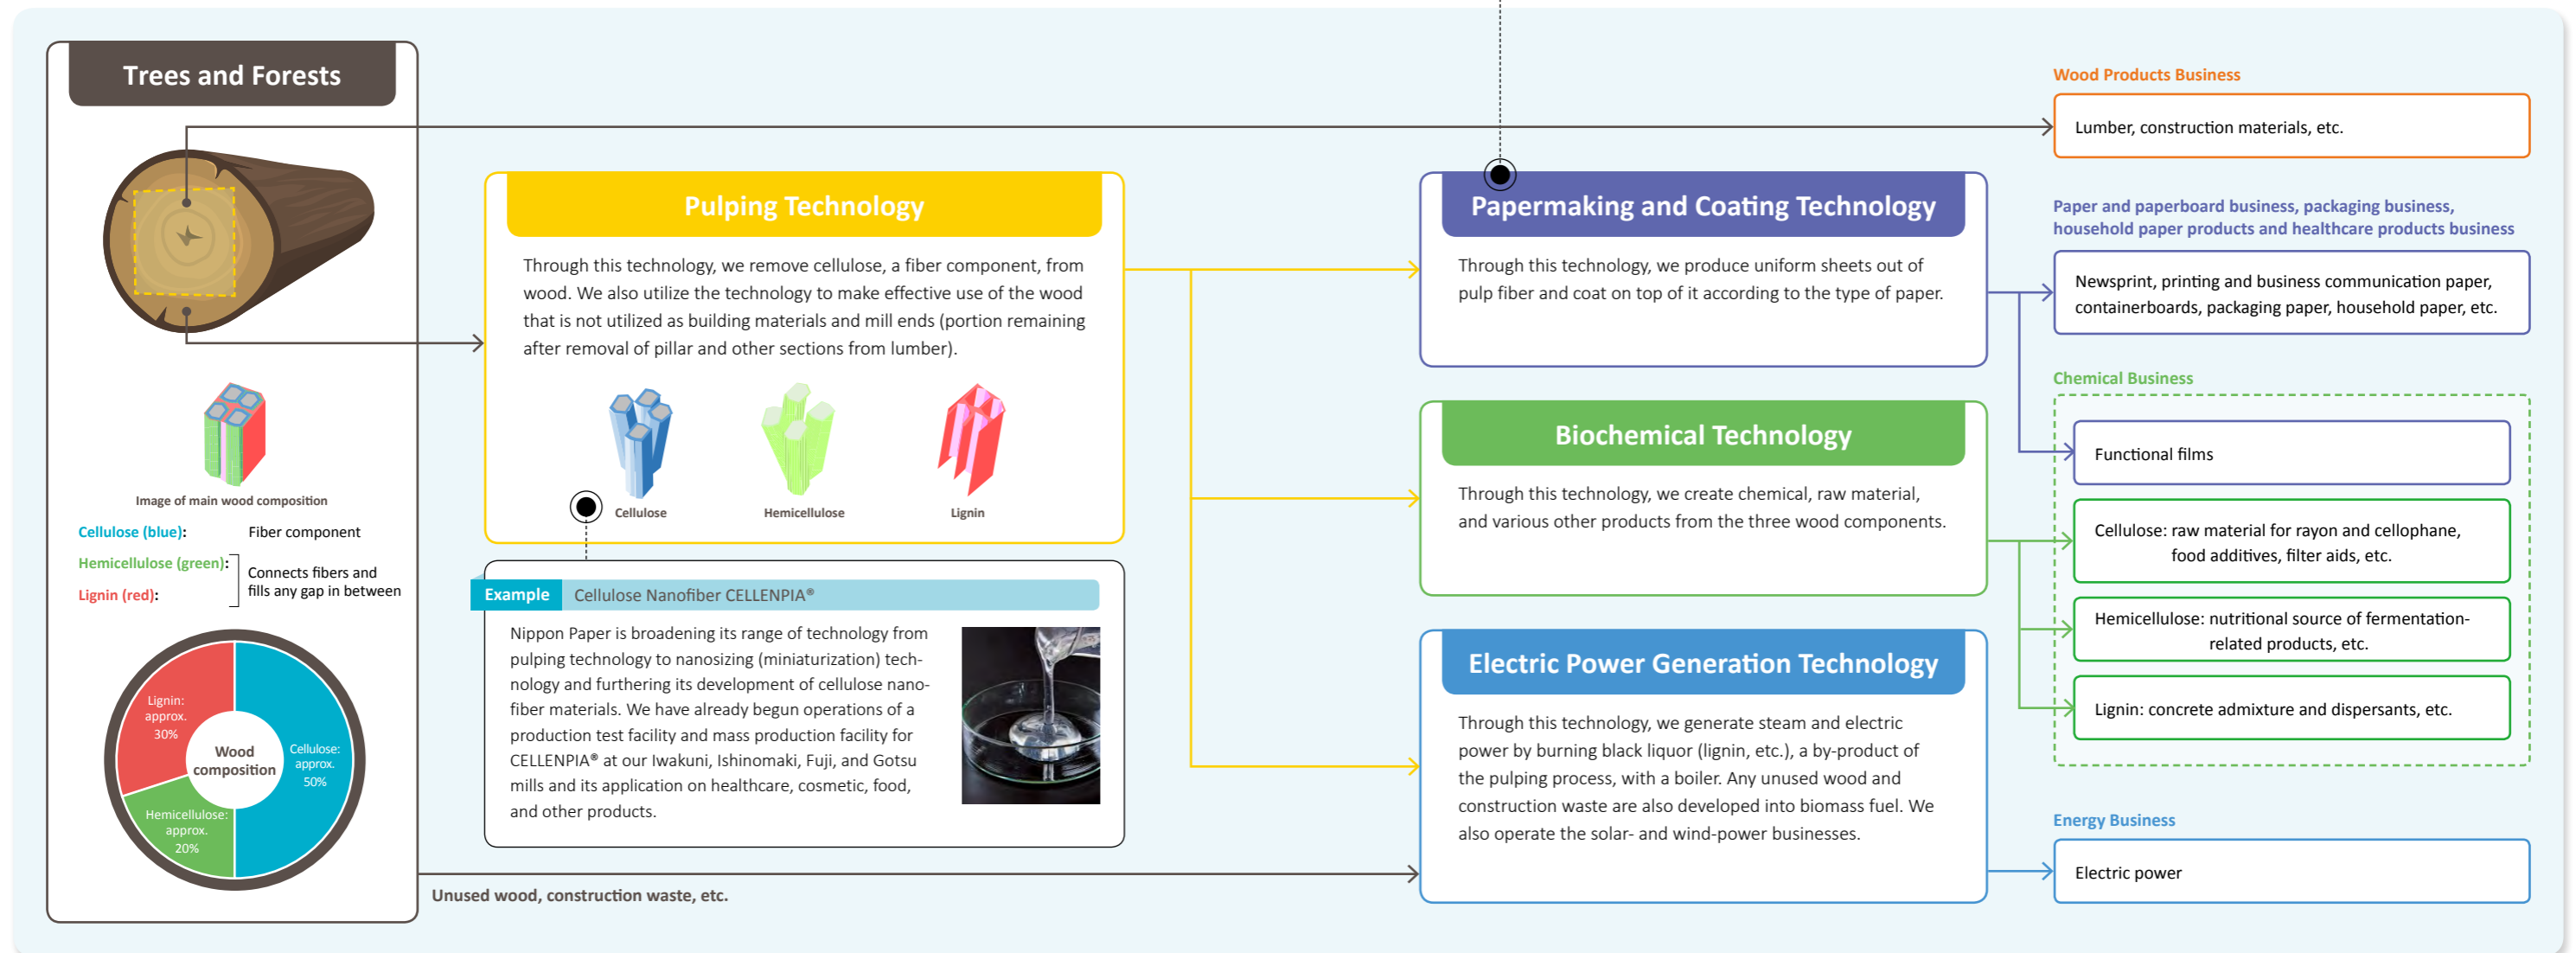 Trees and Forests
Image of main wood composition
Cellulose (blue): Fiber component
Hemicellulose (green):
Lignin (red):
Connects fibers and
fills any gap in between
Wood
composition
Cellulose:
approx.
50%
Hemicellulose:
approx.
20%
Lignin:
approx.
30%
Unused wood, construction waste, etc.
Pulping Technology
Through this technology, we remove cellulose, a fiber component, from
wood. We also utilize the technology to make effective use of the wood
that is not utilized as building materials and mill ends (portion remaining
after removal of pillar and other sections from lumber).
Cellulose
Hemicellulose
Lignin
Example Cellulose Nanofiber CELLENPIA®
Nippon Paper is broadening its range of technology from
pulping technology to nanosizing (miniaturization) tech-
nology and furthering its development of cellulose nano-
fiber materials. We have already begun operations of a
production test facility and mass production facility for
CELLENPIA® at our Iwakuni, Ishinomaki, Fuji, and Gotsu
mills and its application on healthcare, cosmetic, food,
and other products.
Papermaking and Coating Technology
Through this technology, we produce uniform sheets out of
pulp fiber and coat on top of it according to the type of paper.
Biochemical Technology
Through this technology, we create chemical, raw material,
and various other products from the three wood components.
Electric Power Generation Technology
Through this technology, we generate steam and electric
power by burning black liquor (lignin, etc.), a by-product of
the pulping process, with a boiler. Any unused wood and
construction waste are also developed into biomass fuel. We
also operate the solar- and wind-power businesses.
Wood Products Business
Lumber, construction materials, etc.
Paper and paperboard business, packaging business,
household paper products and healthcare products business
Newsprint, printing and business communication paper,
containerboards, packaging paper, household paper, etc.
Chemical Business
Functional films
Cellulose: raw material for rayon and cellophane,
food additives, filter aids, etc.
Hemicellulose: nutritional source of fermentation-
related products, etc.
Lignin: concrete admixture and dispersants, etc.
Energy Business
Electric power